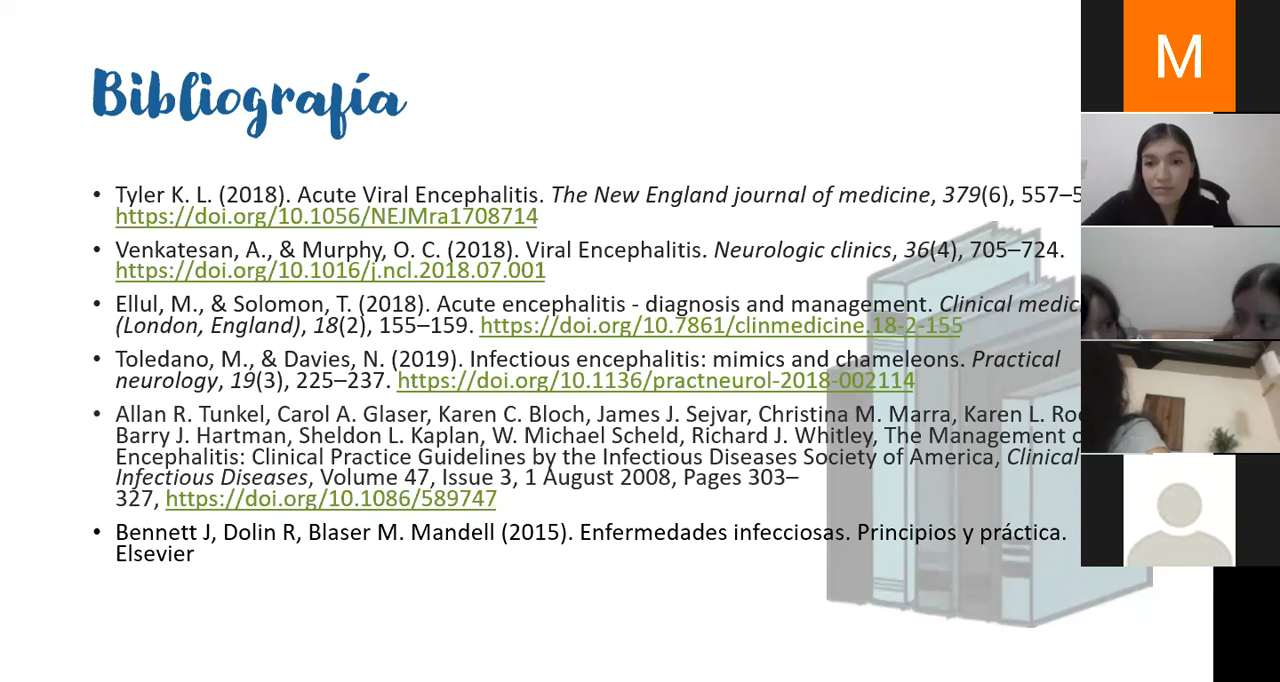 Bibliografía
M
• Tyler K. L. (2018). Acute Viral Encephalitis. The New England journal of medicine, 379(6), 557–5
https://doi.org/10.1056/NEJMra1708714
• Venkatesan, A., & Murphy, O. C. (2018). Viral Encephalitis. Neurologic clinics, 36(4), 705–724.
https://doi.org/10.1016/j.ncl.2018.07.001
• Ellul, M., & Solomon, T. (2018). Acute encephalitis - diagnosis and management. Clinical medic
(London, England), 18(2), 155–159. https://doi.org/10.7861/clinmedicine.18-2-155
• Toledano, M., & Davies, N. (2019). Infectious encephalitis: mimics and chameleons. Practical
neurology, 19(3), 225–237. https://doi.org/10.1136/practneurol-2018-002114
• Allan R. Tunkel, Carol A. Glaser, Karen C. Bloch, James J. Sejvar, Christina M. Marra, Karen L. Roo
Barry J. Hartman, Sheldon L. Kaplan, W. Michael Scheld, Richard J. Whitley, The Management o
Encephalitis: Clinical Practice Guidelines by the Infectious Diseases Society of America, Clinical
Infectious Diseases, Volume 47, Issue 3, 1 August 2008, Pages 303–
327, https://doi.org/10.1086/589747
• Bennett J, Dolin R, Blaser M. Mandell (2015). Enfermedades infecciosas. Principios y práctica.
Elsevier